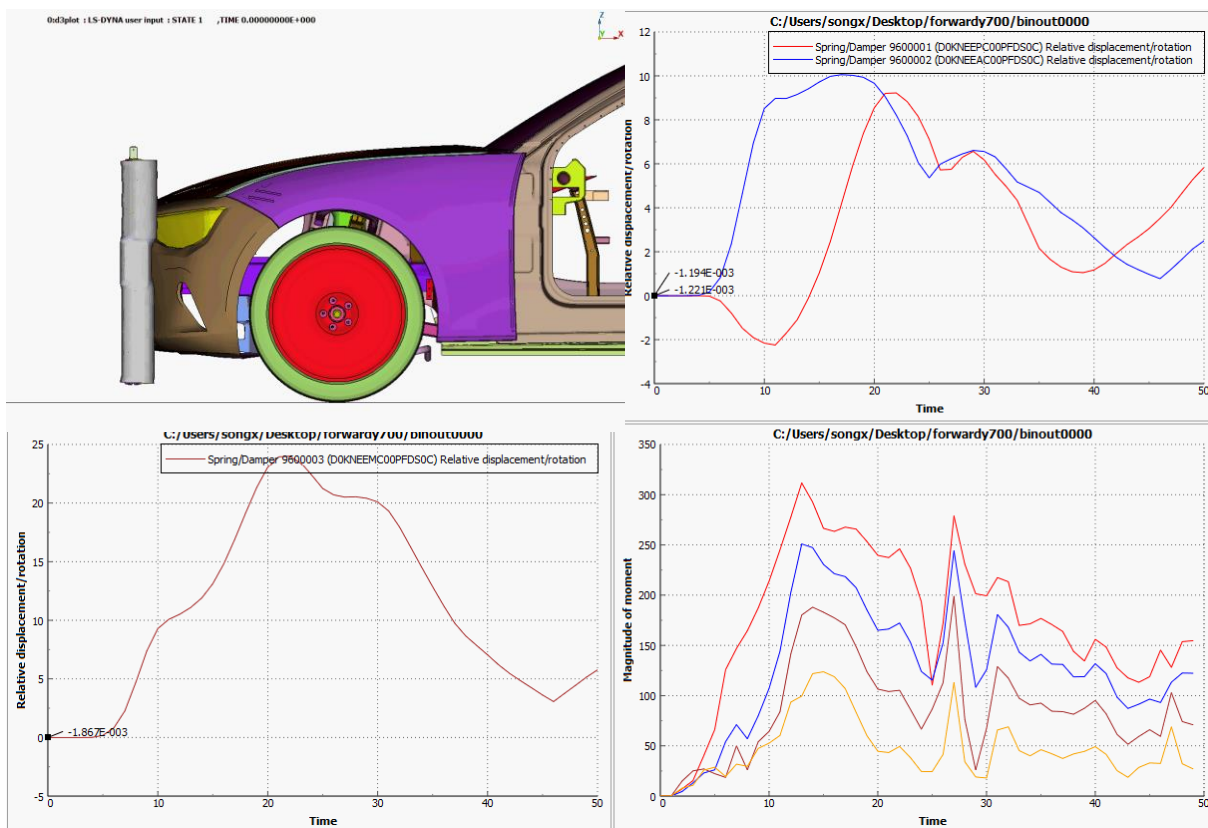 0:d3plot : LS-DYNA user input : STATE 1 ,TIME 0.00000000E+000
Z
Y
X
C:/Users/songx/Desktop/forwardy700/binout0000
Spring/Damper 9600001 (D0KNEEPC00PFDS0C) Relative displacement/rotation
Spring/Damper 9600002 (D0KNEEAC00PFDS0C) Relative displacement/rotation
Relative displacement/rotation
12
10
8
6
4
2
0
-2
-4
-1.194E-003
-1.221E-003
0
10
20
30
40
50
Time
C:/Users/songx/Desktop/forwardy700/binout0000
Spring/Damper 9600003 (D0KNEEMC00PFDS0C) Relative displacement/rotation
Relative displacement/rotation
25
20
15
10
5
0
-5
-1.867E-003
0
10
20
30
40
50
Time
C:/Users/songx/Desktop/forwardy700/binout0000
Magnitude of moment
350
300
250
200
150
100
50
0
0
10
20
30
40
50
Time